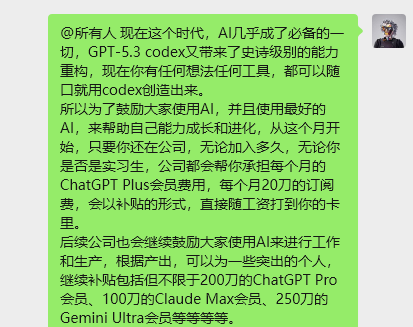 @所有人 现在这个时代，AI几乎成了必备的一
切，GPT-5.3 codex又带来了史诗级别的能力
重构，现在你有任何想法任何工具，都可以随
口就用codex创造出来。
所以为了鼓励大家使用AI，并且使用最好的
AI，来帮助自己能力成长和进化，从这个月开
始，只要你还在公司，无论加入多久，无论你
是否是实习生，公司都会帮你承担每个月的
ChatGPT Plus会员费用，每个月20刀的订阅
费，会以补贴的形式，直接随工资打到你的卡
里。
后续公司也会继续鼓励大家使用AI来进行工作
和生产，根据产出，可以为一些突出的个人，
继续补贴包括但不限于200刀的ChatGPT Pro
会员、100刀的Claude Max会员、250刀的
Gemini Ultra会员等等等等。